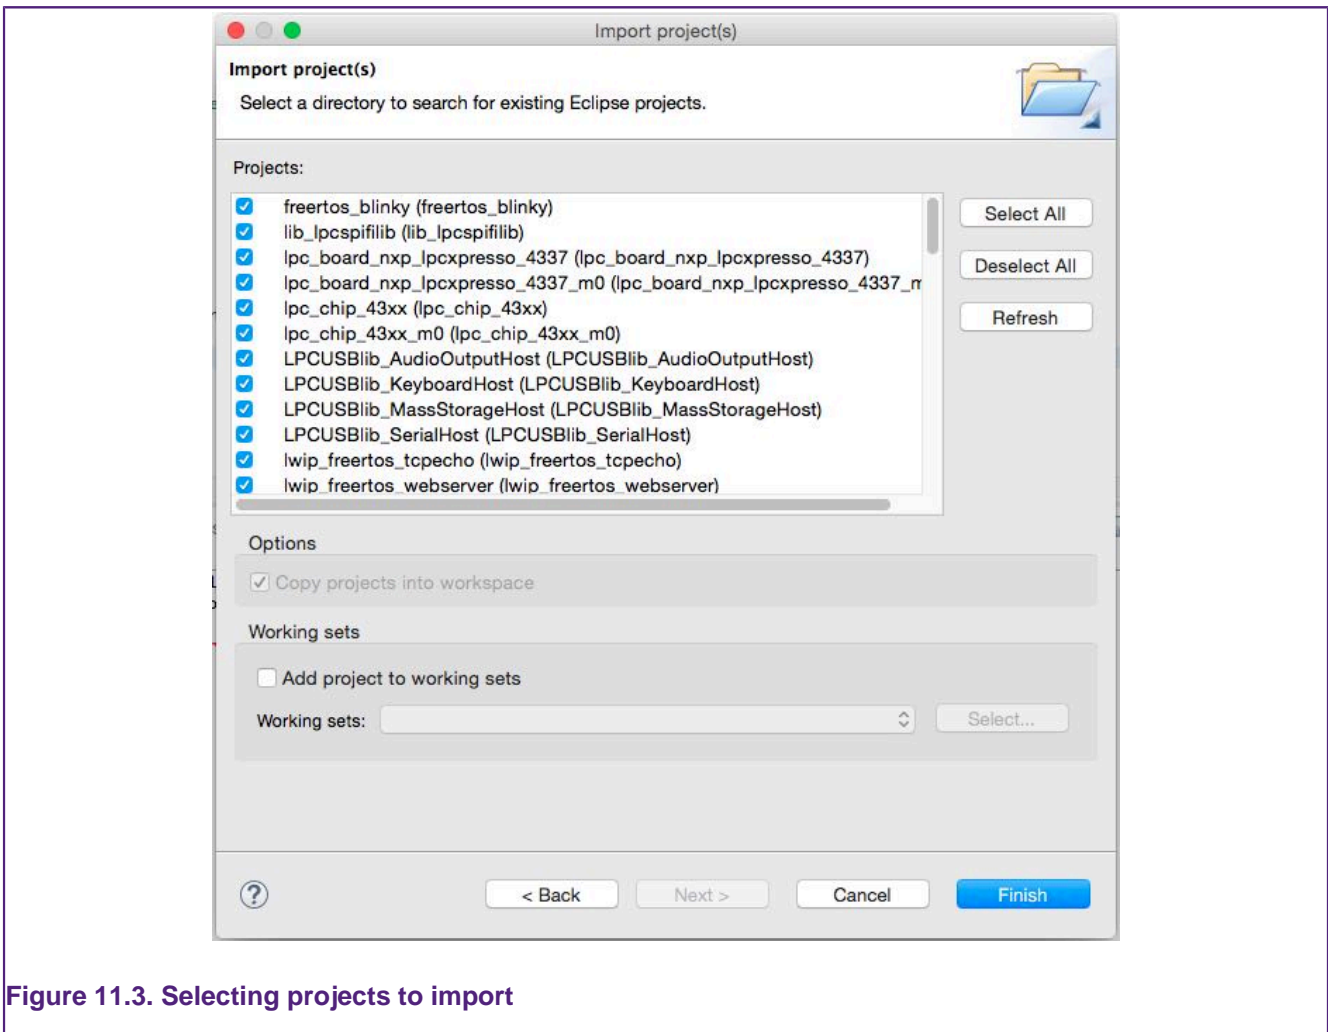 Import project(s)
Import project(s)
Select a directory to search for existing Eclipse projects.
Projects:
freertos_blinky (freertos_blinky)
lib_lpcspifilib (lib_lpcspifilib)
lpc_board_nxp_lpcxpresso_4337 (lpc_board_nxp_lpcxpresso_4337)
lpc_board_nxp_lpcxpresso_4337_m0 (lpc_board_nxp_lpcxpresso_4337_m
lpc_chip_43xx (lpc_chip_43xx)
lpc_chip_43xx_m0 (lpc_chip_43xx_m0)
LPCUSBlib_AudioOutputHost (LPCUSBlib_AudioOutputHost)
LPCUSBlib_KeyboardHost (LPCUSBlib_KeyboardHost)
LPCUSBlib_MassStorageHost (LPCUSBlib_MassStorageHost)
LPCUSBlib_SerialHost (LPCUSBlib_SerialHost)
lwip_freertos_tcpecho (lwip_freertos_tcpecho)
lwip_freertos_webserver (lwip_freertos_webserver)
Select All
Deselect All
Refresh
Options
Copy projects into workspace
Working sets
Add project to working sets
Working sets:
Select...
?
< Back
Next >
Cancel
Finish
Figure 11.3. Selecting projects to import